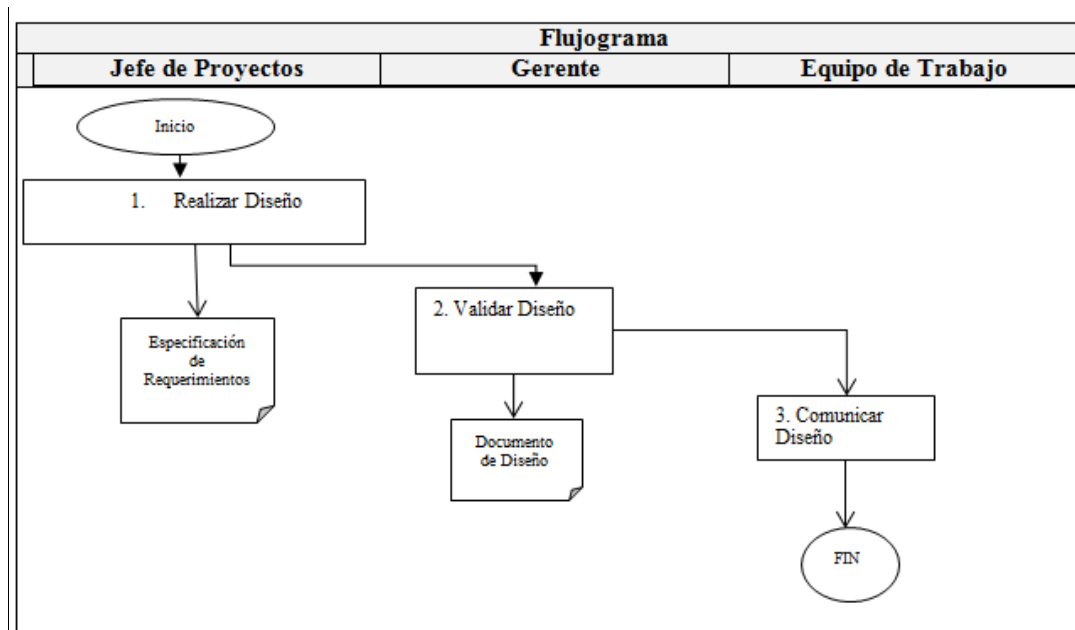 Flujograma
Jefe de Proyectos
Gerente
Equipo de Trabajo
Inicio
1. Realizar Diseño
2. Validar Diseño
Especificación
de
Requerimientos
3. Comunicar
Diseño
Documento
de Diseño
FIN